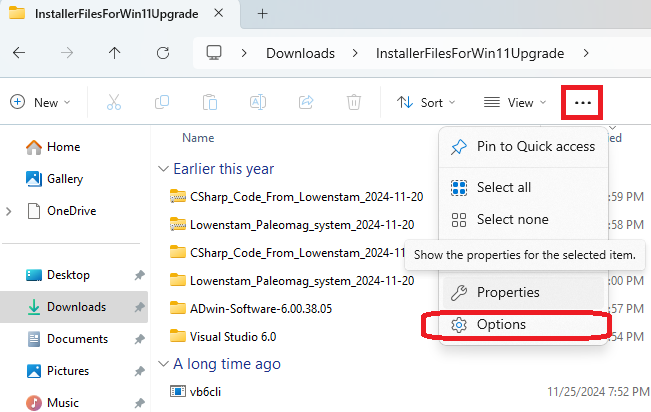 InstallerFilesForWin11Upgrade
Downloads
InstallerFilesForWin11Upgrade
New
Sort
View
Name
Home
Gallery
OneDrive
Desktop
Downloads
Documents
Pictures
Music
Earlier this year
CSharp_Code_From_Lowenstam_2024-11-20
:59 PM
Lowenstam_Paleomag_system_2024-11-20
:58 PM
CSharp_Code_From_Lowenstam_2024-11
Lowenstam_Paleomag_system_2024-11-20
:00 PM
ADwin-Software-6.00.38.05
:57 PM
Visual Studio 6.0
:54 PM
A long time ago
vb6cli
11/25/2024 7:52 PM
Pin to Quick access
Select all
Select none
Show the properties for the selected item.
Properties
Options